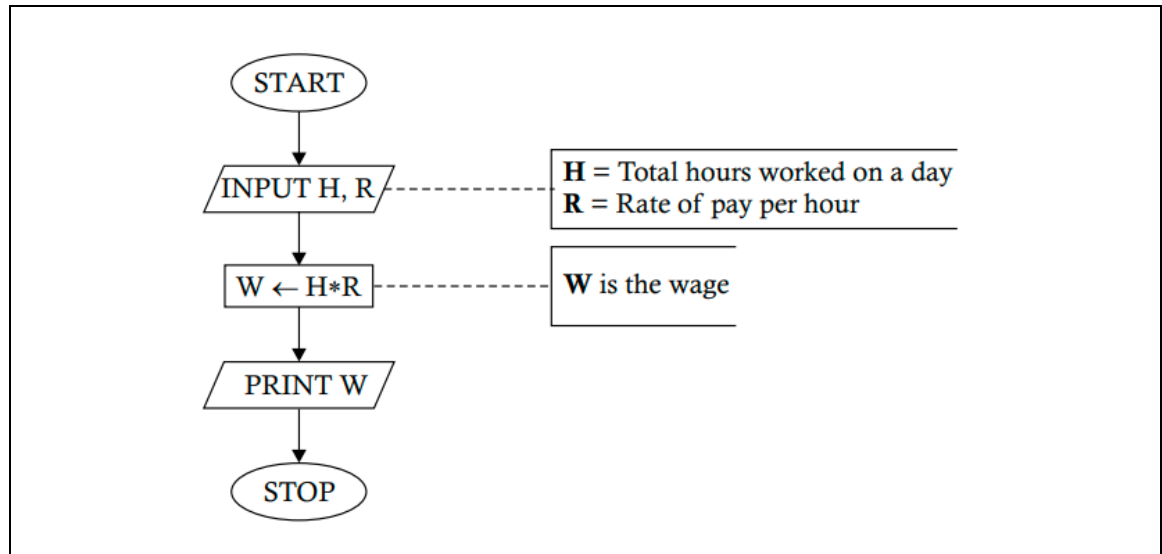 START
INPUT H, R
H = Total hours worked on a day
R = Rate of pay per hour
W ← H*R
W is the wage
PRINT W
STOP